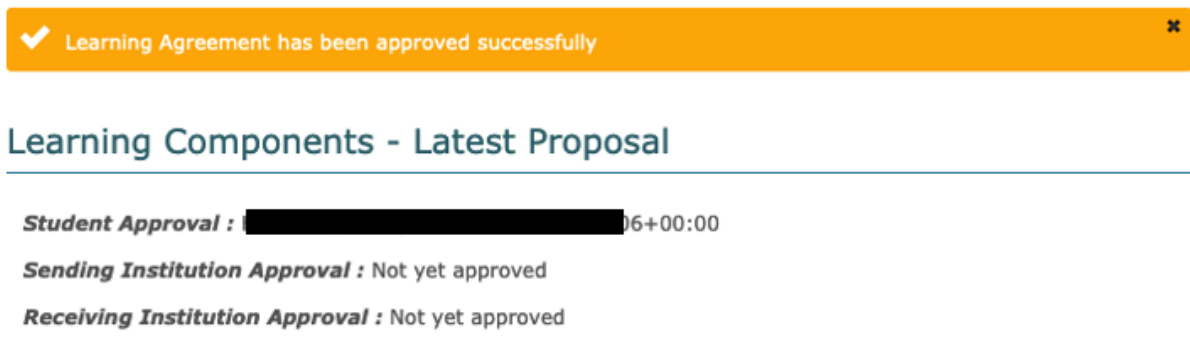 Learning Agreement has been approved successfully
Learning Components - Latest Proposal
Student Approval : 06+00:00
Sending Institution Approval : Not yet approved
Receiving Institution Approval : Not yet approved